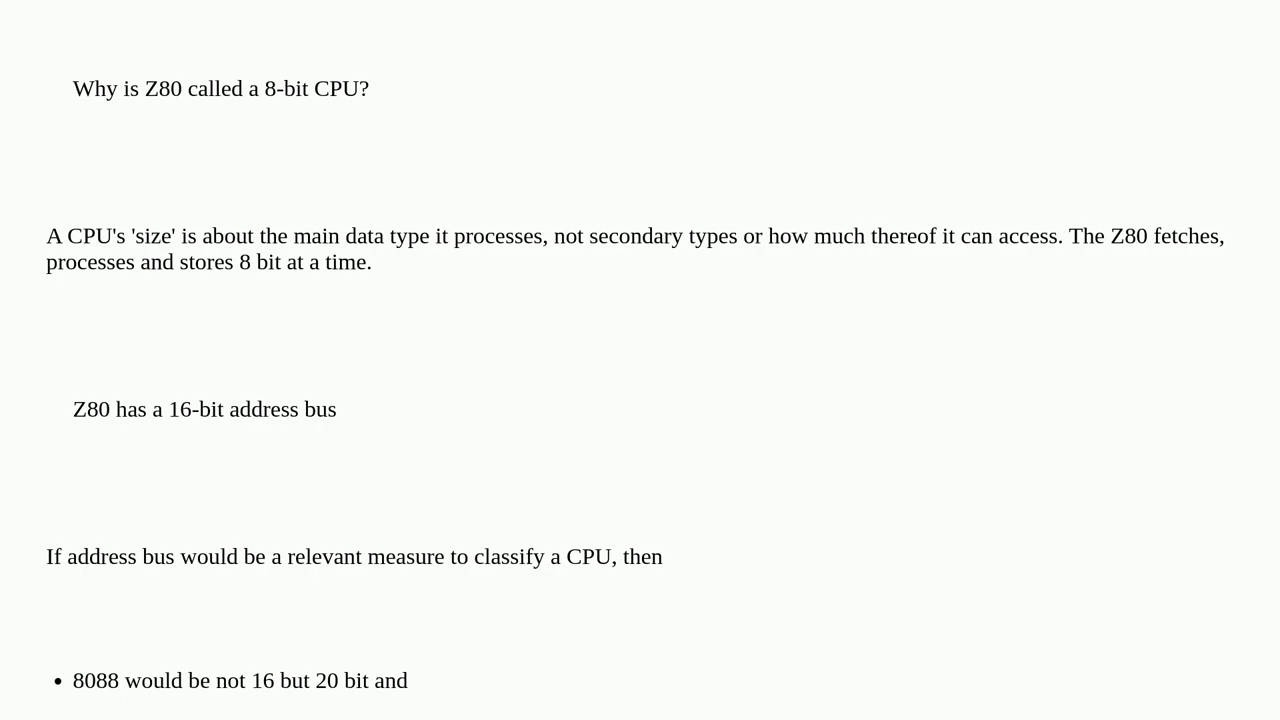 Why is Z80 called a 8-bit CPU?
A CPU's 'size' is about the main data type it processes, not secondary types or how much thereof it can access. The Z80 fetches,
processes and stores 8 bit at a time.
Z80 has a 16-bit address bus
If address bus would be a relevant measure to classify a CPU, then
• 8088 would be not 16 but 20 bit and